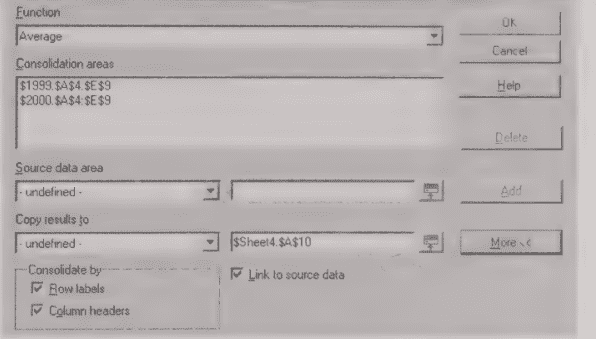 Function
OK
Average
Cancel
Consolidation areas
$1999.$A$4:$E$9
Help
$2000.$A$4:$E$9
Delete
Source data area
- undefined -
Add
Copy results to
- undefined -
$Sheet4.$A$10
More <
Consolidate by
Link to source data
Row labels
Column headers